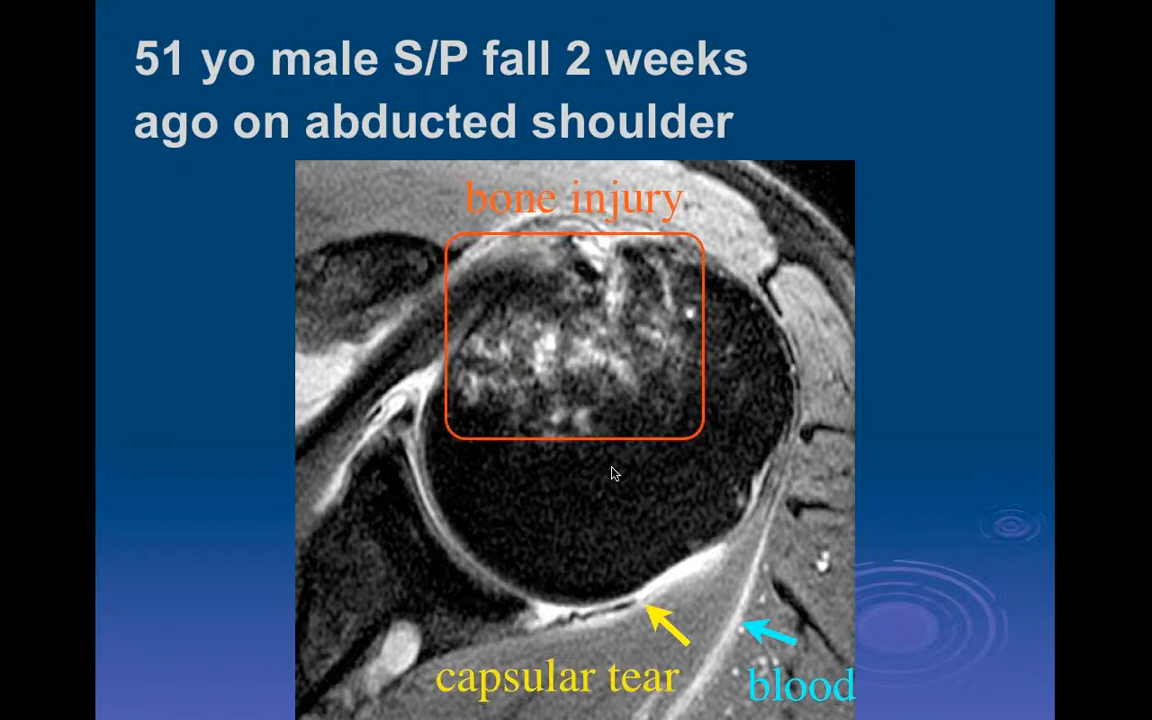 51 yo male S/P fall 2 weeks
ago on abducted shoulder
bone injury
capsular tear
blood